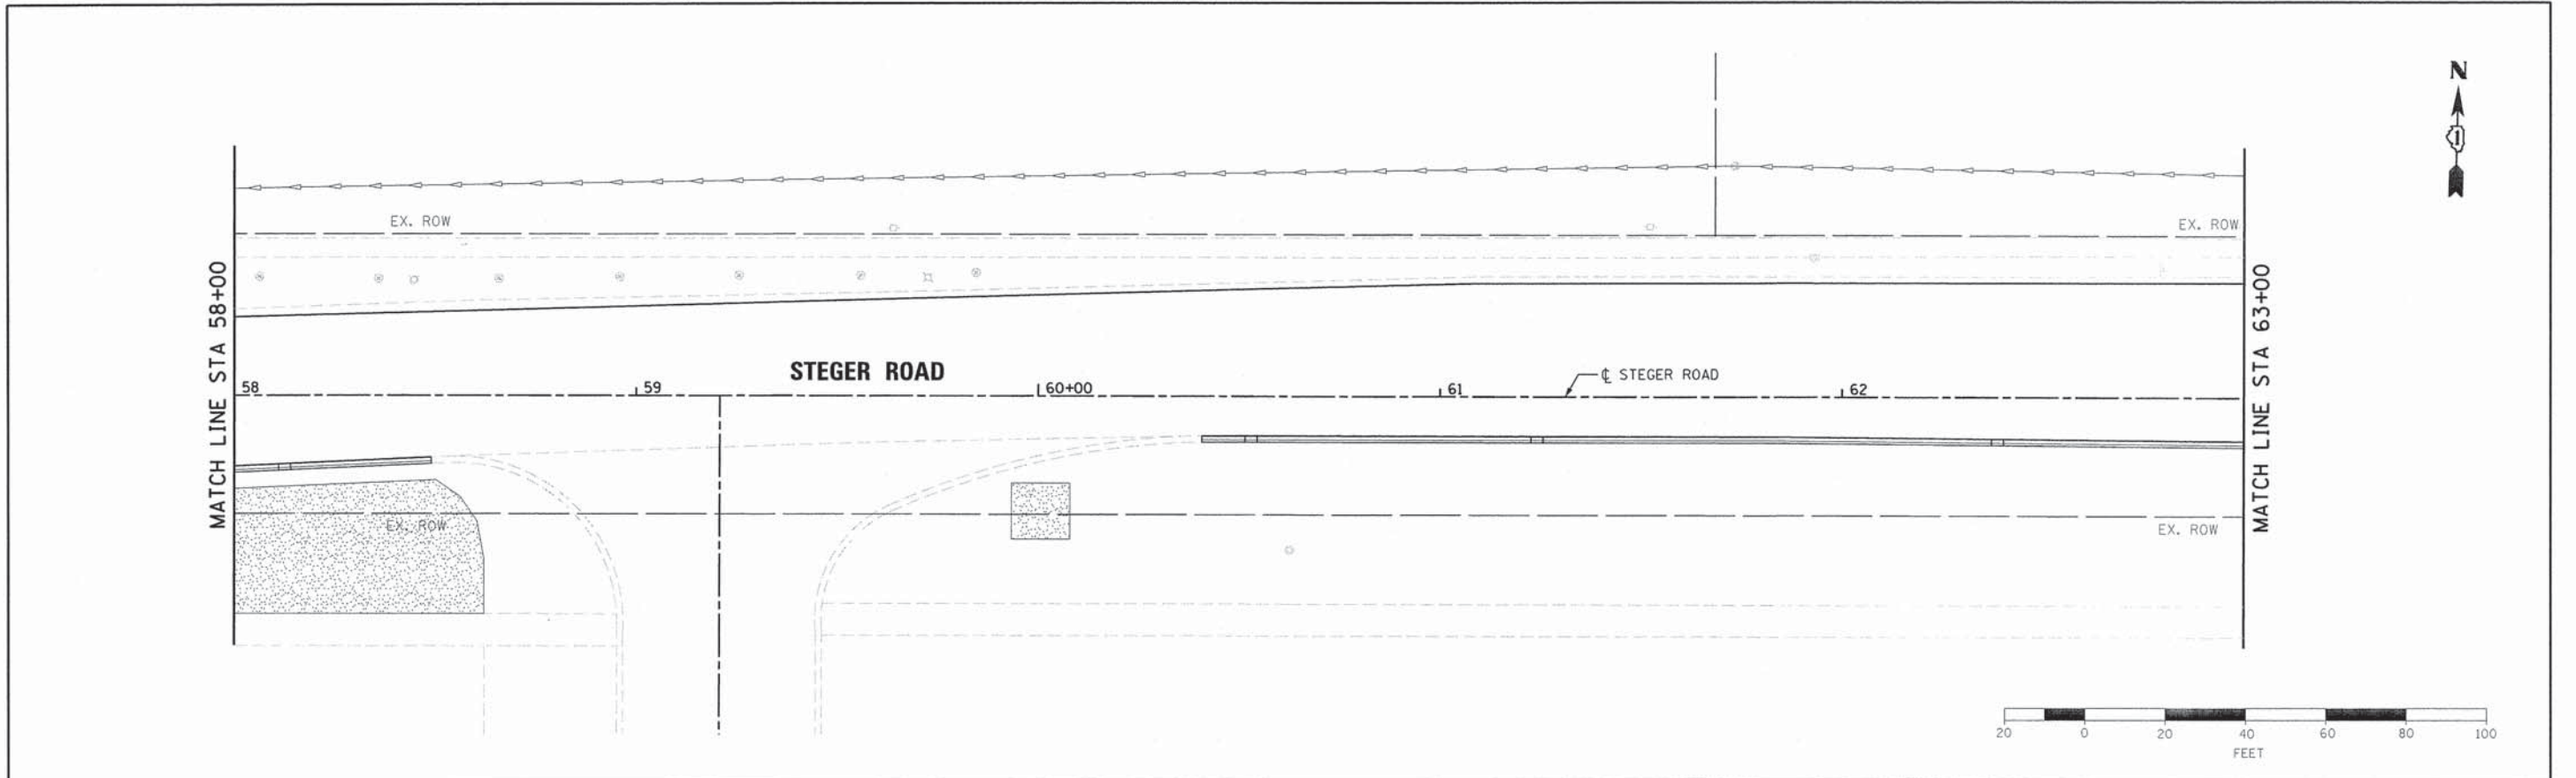 N
1
EX. ROW
EX. ROW
MATCH LINE STA 58+00
MATCH LINE STA 63+00
STEGER ROAD
℄ STEGER ROAD
58
59
60+00
61
62
EX. ROW
EX. ROW
20 0 20 40 60 80 100
FEET